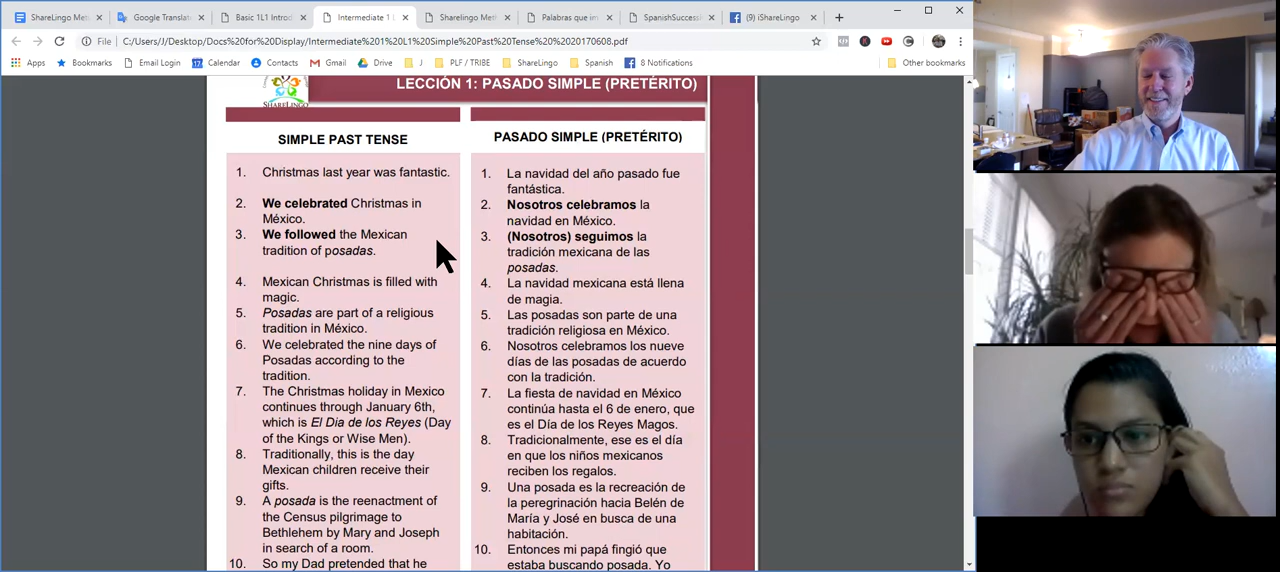 Google Translat
Basic 1L1 Introd
Intermediate 1 L
Sharelingo Met
Palabras que im
SpanishSuccess
(9) iShareLingo
File
C:/Users/J/Desktop/Docs%20for%20Display/Intermediate%201%20L1%20Simple%20Past%20Tense%20%2020170608.pdf
Apps
Bookmarks
Email Login
Calendar
Contacts
Gmail
Drive
J
PLF / TRIBE
ShareLingo
Spanish
8 Notifications
Other bookmarks
SHARELINGO
LECCIÓN 1: PASADO SIMPLE (PRETÉRITO)
SIMPLE PAST TENSE
1. Christmas last year was fantastic.
2. We celebrated Christmas in
México.
3. We followed the Mexican
tradition of posadas.
4. Mexican Christmas is filled with
magic.
5. Posadas are part of a religious
tradition in México.
6. We celebrated the nine days of
Posadas according to the
tradition.
7. The Christmas holiday in Mexico
continues through January 6th,
which is El Dia de los Reyes (Day
of the Kings or Wise Men).
8. Traditionally, this is the day
Mexican children receive their
gifts.
9. A posada is the reenactment of
the Census pilgrimage to
Bethlehem by Mary and Joseph
in search of a room.
10. So my Dad pretended that he
PASADO SIMPLE (PRETÉRITO)
1. La navidad del año pasado fue
fantástica.
2. Nosotros celebramos la
navidad en México.
3. (Nosotros) seguimos la
tradición mexicana de las
posadas.
4. La navidad mexicana está llena
de magia.
5. Las posadas son parte de una
tradición religiosa en México.
6. Nosotros celebramos los nueve
días de las posadas de acuerdo
con la tradición.
7. La fiesta de navidad en México
continúa hasta el 6 de enero, que
es el Día de los Reyes Magos.
8. Tradicionalmente, ese es el día
en que los niños mexicanos
reciben los regalos.
9. Una posada es la recreación de
la peregrinación hacia Belén de
María y José en busca de una
habitación.
10. Entonces mi papá fingió que
estaba buscando posada. Yo